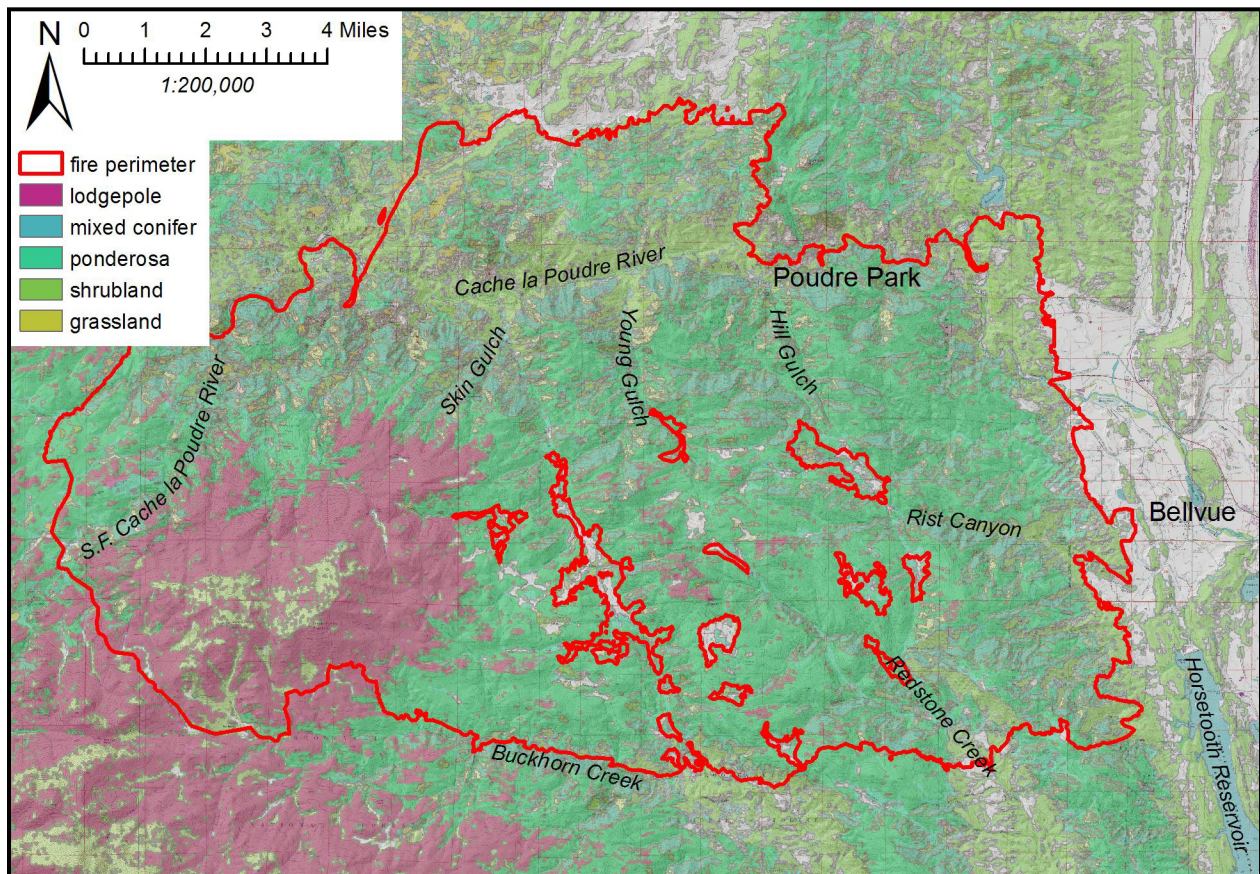 N
0 1 2 3 4 Miles
1:200,000
fire perimeter
lodgepole
mixed conifer
ponderosa
shrubland
grassland
Cache la Poudre River
Poudre Park
Skin Gulch
Young Gulch
Hill Gulch
S.F. Cache la Poudre River
Rist Canyon
Bellvue
Redstone Creek
Buckhorn Creek
Horsetooth Reservoir